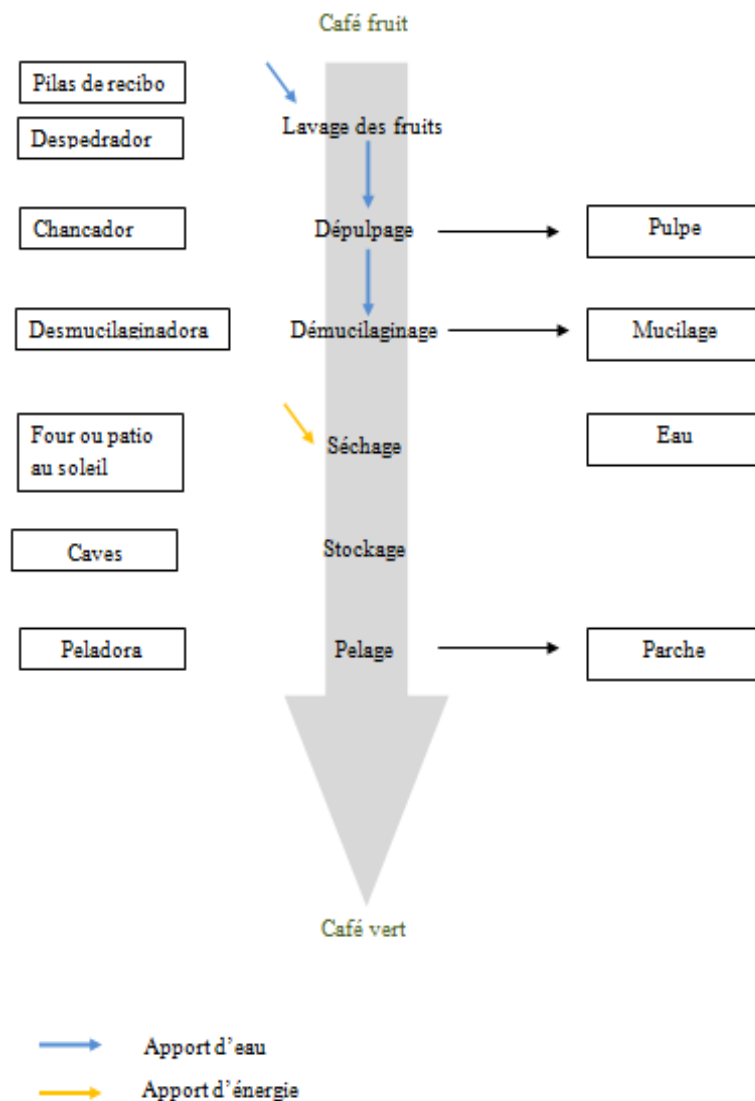 Café fruit
Pilas de recibo
Lavage des fruits
Despedrador
Chancador
Dépulpage
Pulpe
Desmucilaginadora
Démucilaginage
Mucilage
Four ou patio
au soleil
Séchage
Eau
Caves
Stockage
Peladora
Pelage
Parche
Café vert
Apport d'eau
Apport d'énergie